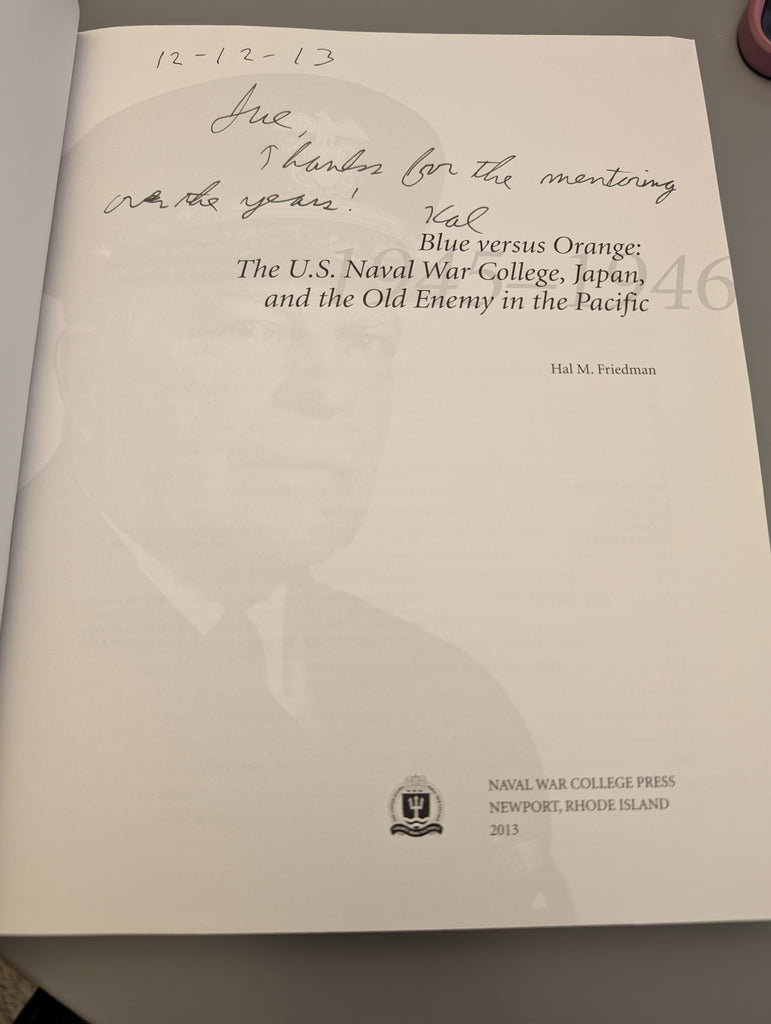 12-12-13
Sue,
Thanks for the mentoring
over the years!
Hal
Blue versus Orange:
1945–1946
The U.S. Naval War College, Japan,
and the Old Enemy in the Pacific
Hal M. Friedman
NAVAL WAR COLLEGE PRESS
NEWPORT, RHODE ISLAND
2013